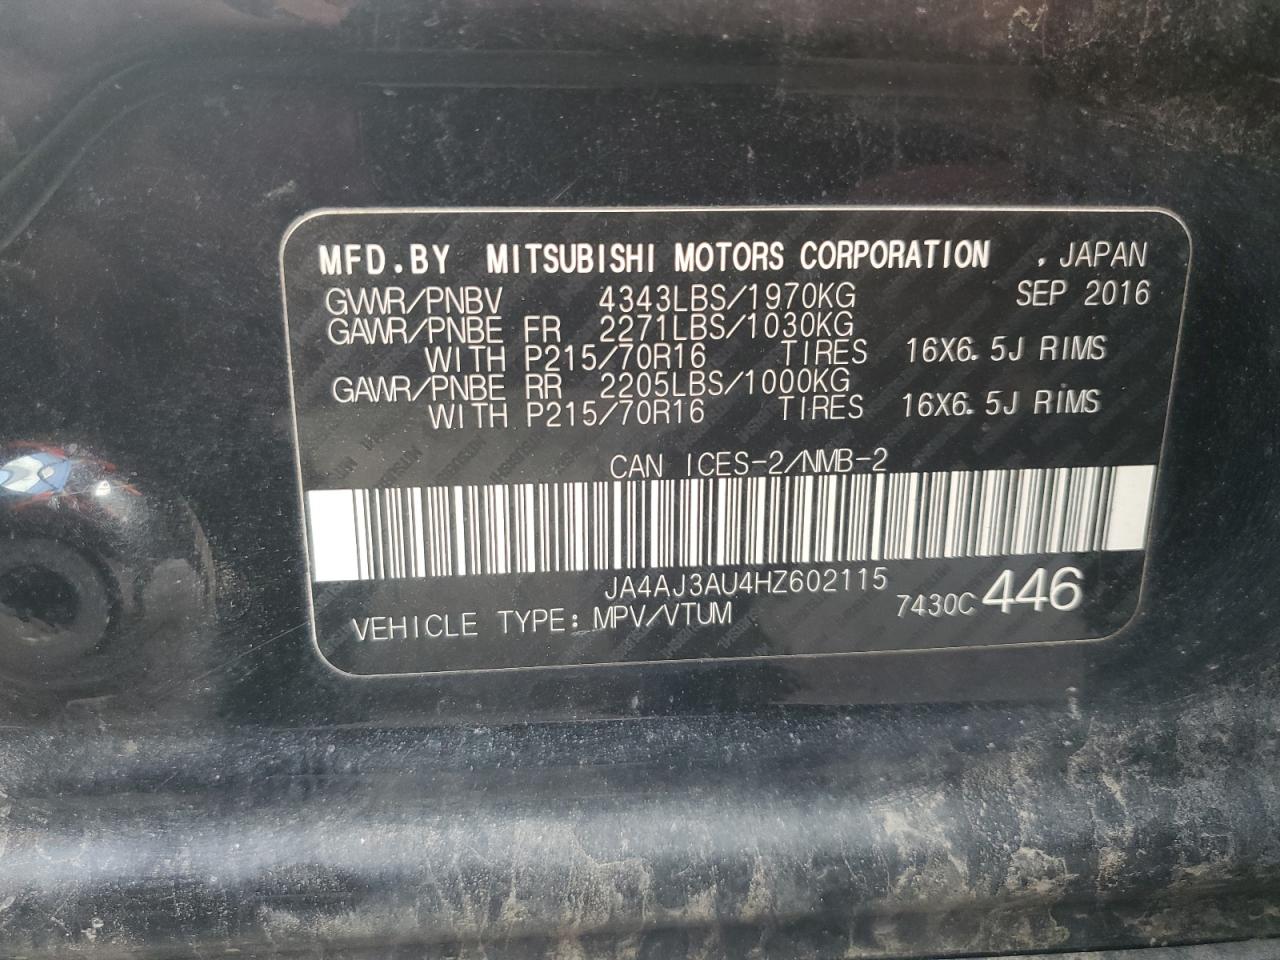 MFD.BY MITSUBISHI MOTORS CORPORATION , JAPAN
GVWR/PNBV 4343LBS/1970KG SEP 2016
GAWR/PNBE FR 2271LBS/1030KG
WITH P215/70R16 TIRES 16X6.5J RIMS
GAWR/PNBE RR 2205LBS/1000KG
WITH P215/70R16 TIRES 16X6.5J RIMS
CAN ICES-2/NMB-2
JA4AJ3AU4HZ602115
VEHICLE TYPE: MPV/VTUM 7430C 446